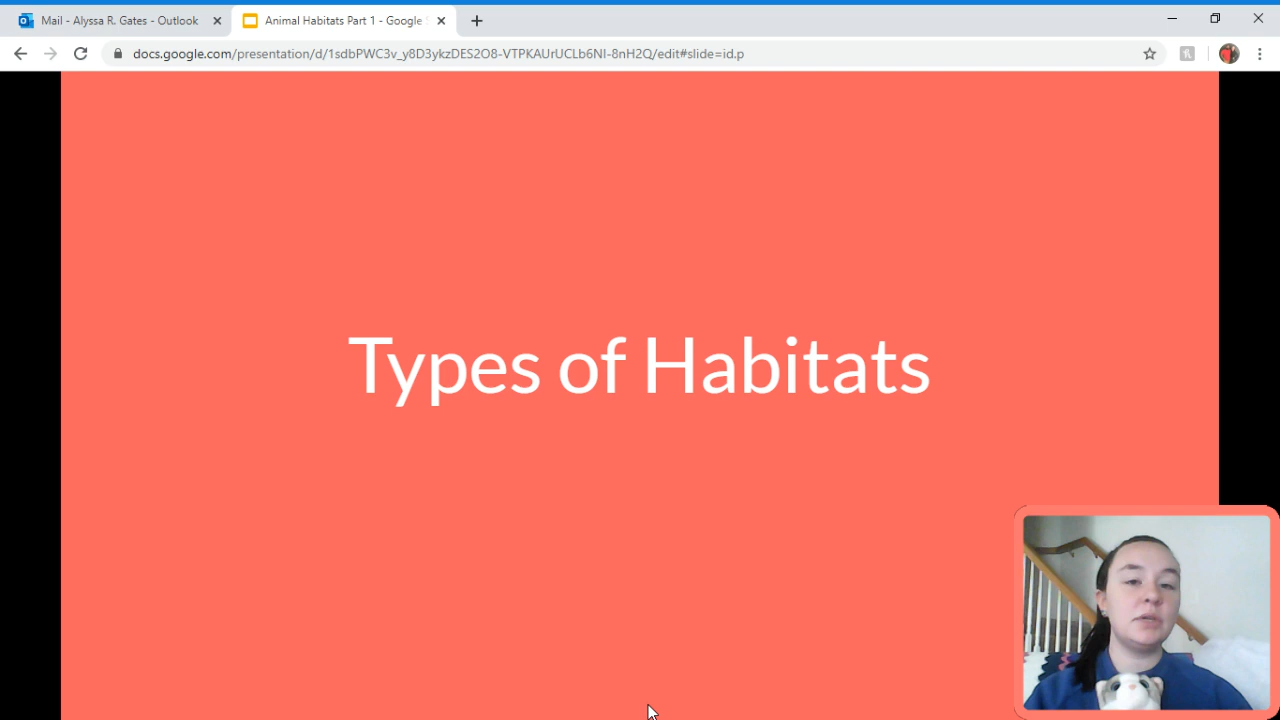 Mail - Alyssa R. Gates - Outlook
Animal Habitats Part 1 - Google S
docs.google.com/presentation/d/1sdbPWC3v_y8D3ykzDES2O8-VTPKAUrUCLb6NI-8nH2Q/edit#slide=id.p
Types of Habitats